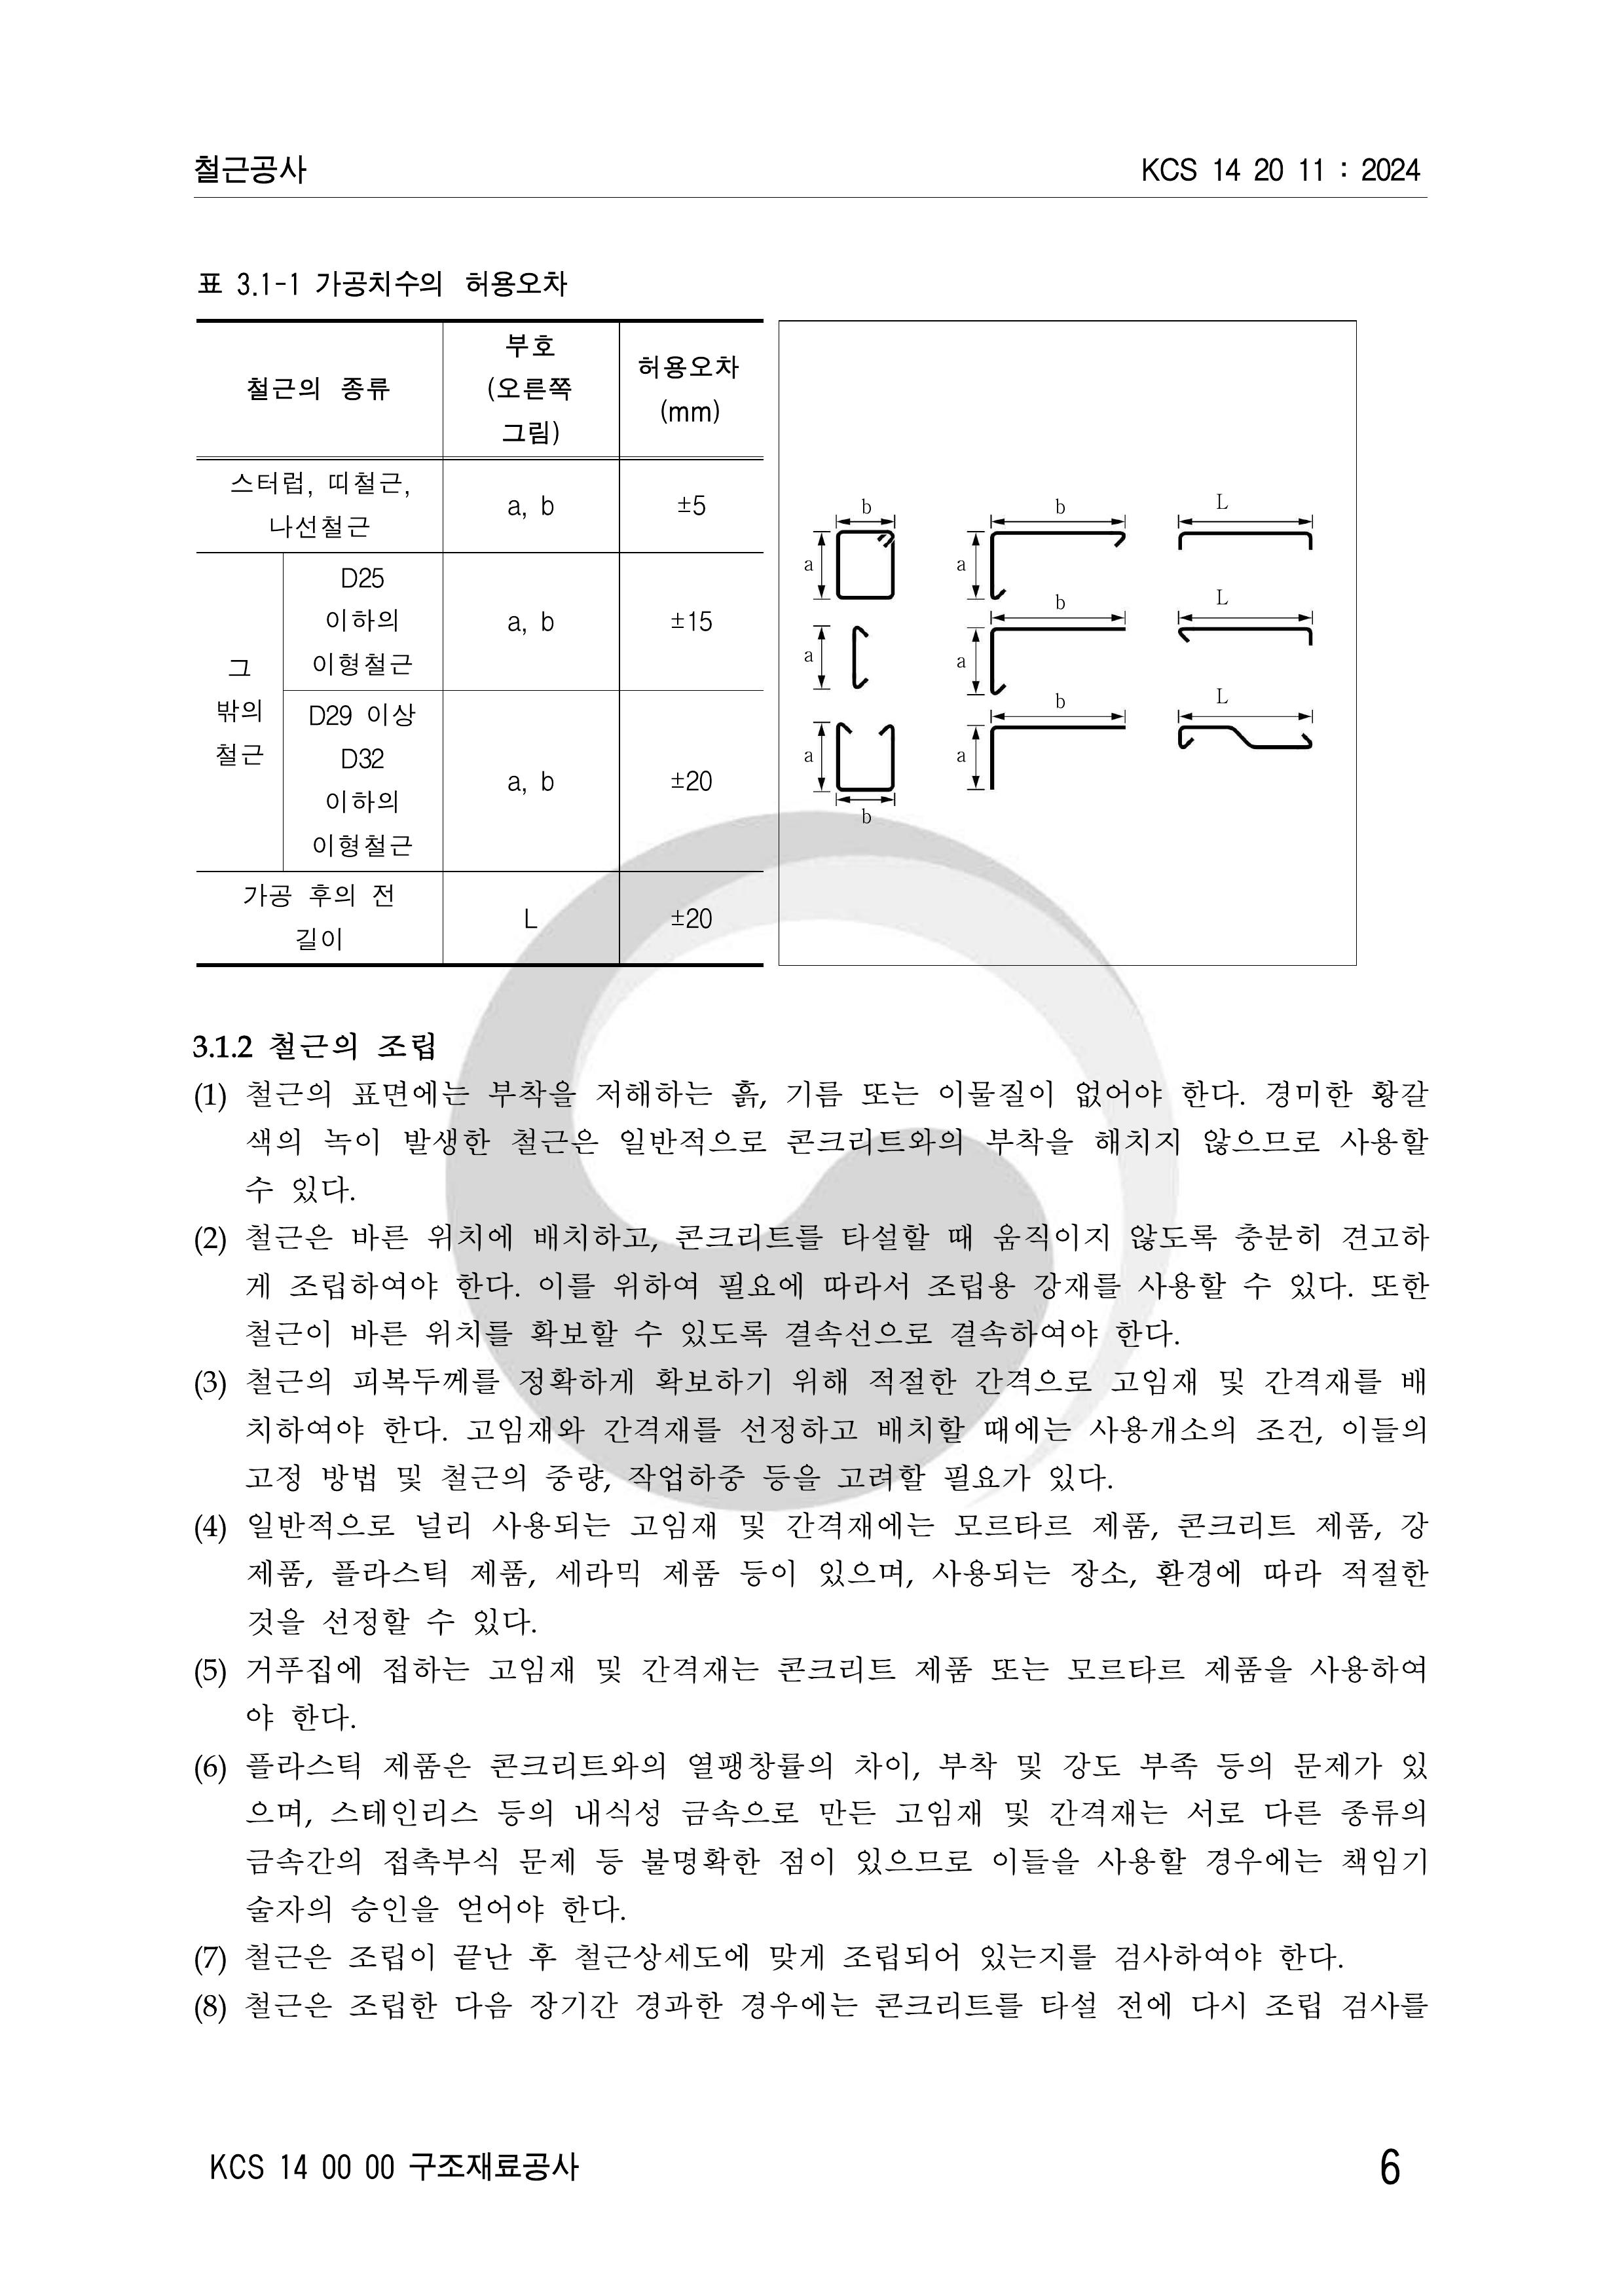 철근공사
KCS 14 20 11 : 2024
표 3.1-1 가공치수의 허용오차
철근의 종류
부호
(오른쪽
그림)
허용오차
(mm)
스터럽, 띠철근,
나선철근
a, b
±5
그
밖의
철근
D25
이하의
이형철근
a, b
±15
D29 이상
D32
이하의
이형철근
a, b
±20
가공 후의 전
길이
L
±20
b
b
L
a
a
b
L
a
a
b
L
a
a
b
3.1.2 철근의 조립
(1) 철근의 표면에는 부착을 저해하는 흙, 기름 또는 이물질이 없어야 한다. 경미한 황갈
색의 녹이 발생한 철근은 일반적으로 콘크리트와의 부착을 해치지 않으므로 사용할
수 있다.
(2) 철근은 바른 위치에 배치하고, 콘크리트를 타설할 때 움직이지 않도록 충분히 견고하
게 조립하여야 한다. 이를 위하여 필요에 따라서 조립용 강재를 사용할 수 있다. 또한
철근이 바른 위치를 확보할 수 있도록 결속선으로 결속하여야 한다.
(3) 철근의 피복두께를 정확하게 확보하기 위해 적절한 간격으로 고임재 및 간격재를 배
치하여야 한다. 고임재와 간격재를 선정하고 배치할 때에는 사용개소의 조건, 이들의
고정 방법 및 철근의 중량, 작업하중 등을 고려할 필요가 있다.
(4) 일반적으로 널리 사용되는 고임재 및 간격재에는 모르타르 제품, 콘크리트 제품, 강
제품, 플라스틱 제품, 세라믹 제품 등이 있으며, 사용되는 장소, 환경에 따라 적절한
것을 선정할 수 있다.
(5) 거푸집에 접하는 고임재 및 간격재는 콘크리트 제품 또는 모르타르 제품을 사용하여
야 한다.
(6) 플라스틱 제품은 콘크리트와의 열팽창률의 차이, 부착 및 강도 부족 등의 문제가 있
으며, 스테인리스 등의 내식성 금속으로 만든 고임재 및 간격재는 서로 다른 종류의
금속간의 접촉부식 문제 등 불명확한 점이 있으므로 이들을 사용할 경우에는 책임기
술자의 승인을 얻어야 한다.
(7) 철근은 조립이 끝난 후 철근상세도에 맞게 조립되어 있는지를 검사하여야 한다.
(8) 철근은 조립한 다음 장기간 경과한 경우에는 콘크리트를 타설 전에 다시 조립 검사를
KCS 14 00 00 구조재료공사
6